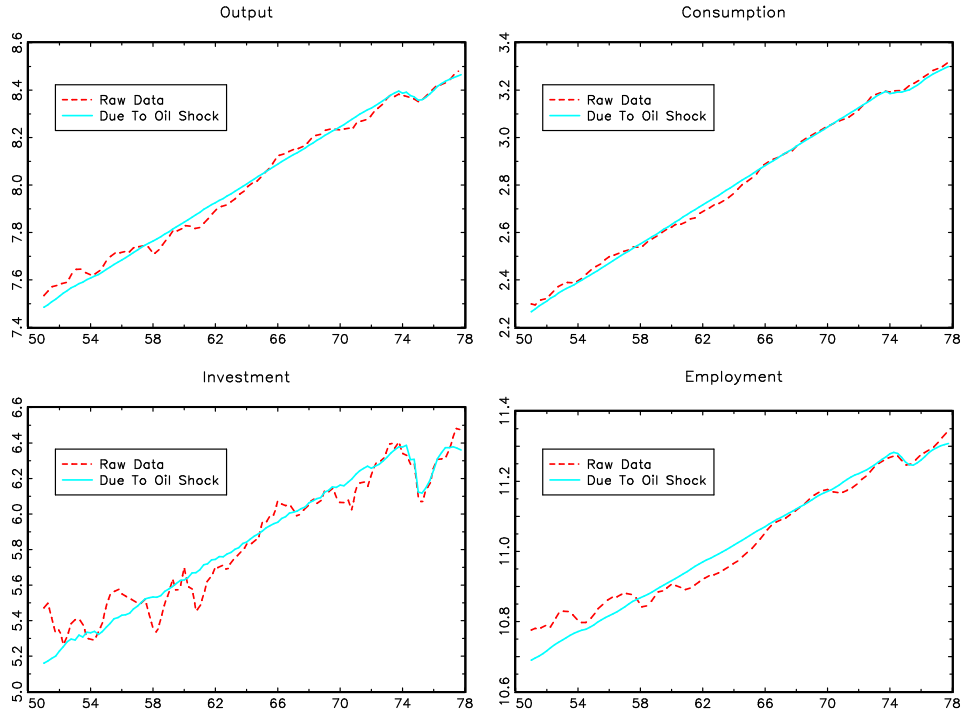 Output
8.6
8.4
8.2
8.0
7.8
7.6
7.4
Raw Data
Due To Oil Shock
50 54 58 62 66 70 74 78
Consumption
3.4
3.2
3.0
2.8
2.6
2.4
2.2
Raw Data
Due To Oil Shock
50 54 58 62 66 70 74 78
Investment
6.6
6.4
6.2
6.0
5.8
5.6
5.4
5.2
5.0
Raw Data
Due To Oil Shock
50 54 58 62 66 70 74 78
Employment
11.4
11.2
11.0
10.8
10.6
Raw Data
Due To Oil Shock
50 54 58 62 66 70 74 78